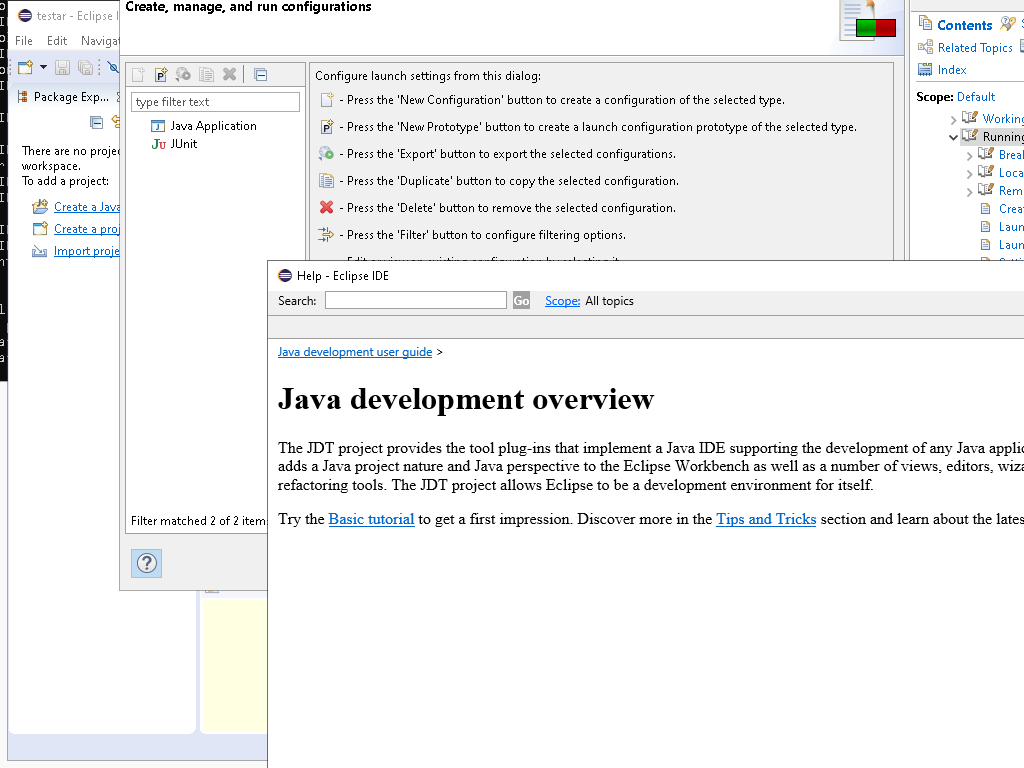 testar - Eclipse I
File Edit Navigat
Package Exp...
There are no projec
workspace.
To add a project:
Create a Java
Create a proj
Import proje
Create, manage, and run configurations
type filter text
Java Application
JUnit
Filter matched 2 of 2 items
Configure launch settings from this dialog:
- Press the 'New Configuration' button to create a configuration of the selected type.
- Press the 'New Prototype' button to create a launch configuration prototype of the selected type.
- Press the 'Export' button to export the selected configurations.
- Press the 'Duplicate' button to copy the selected configuration.
- Press the 'Delete' button to remove the selected configuration.
- Press the 'Filter' button to configure filtering options.
Contents
Related Topics
Index
Scope: Default
Working
Running
Break
Loca
Rem
Creat
Laun
Laun
Help - Eclipse IDE
Search: Go Scope: All topics
Java development user guide >
Java development overview
The JDT project provides the tool plug-ins that implement a Java IDE supporting the development of any Java applic
adds a Java project nature and Java perspective to the Eclipse Workbench as well as a number of views, editors, wiza
refactoring tools. The JDT project allows Eclipse to be a development environment for itself.
Try the Basic tutorial to get a first impression. Discover more in the Tips and Tricks section and learn about the lates